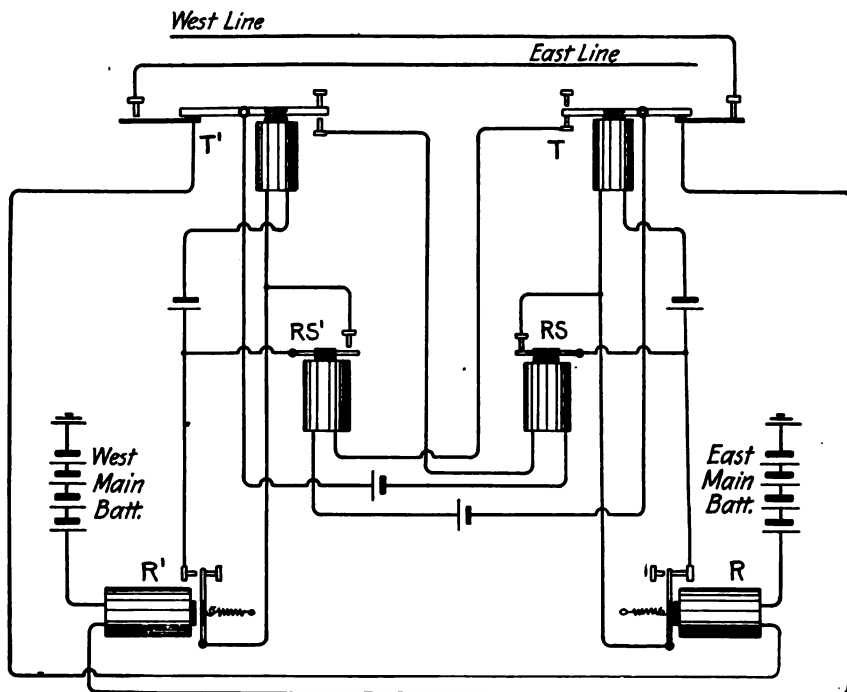 West Line
East Line
T'
T
RS'
RS
West
Main
Batt.
East
Main
Batt.
R'
R